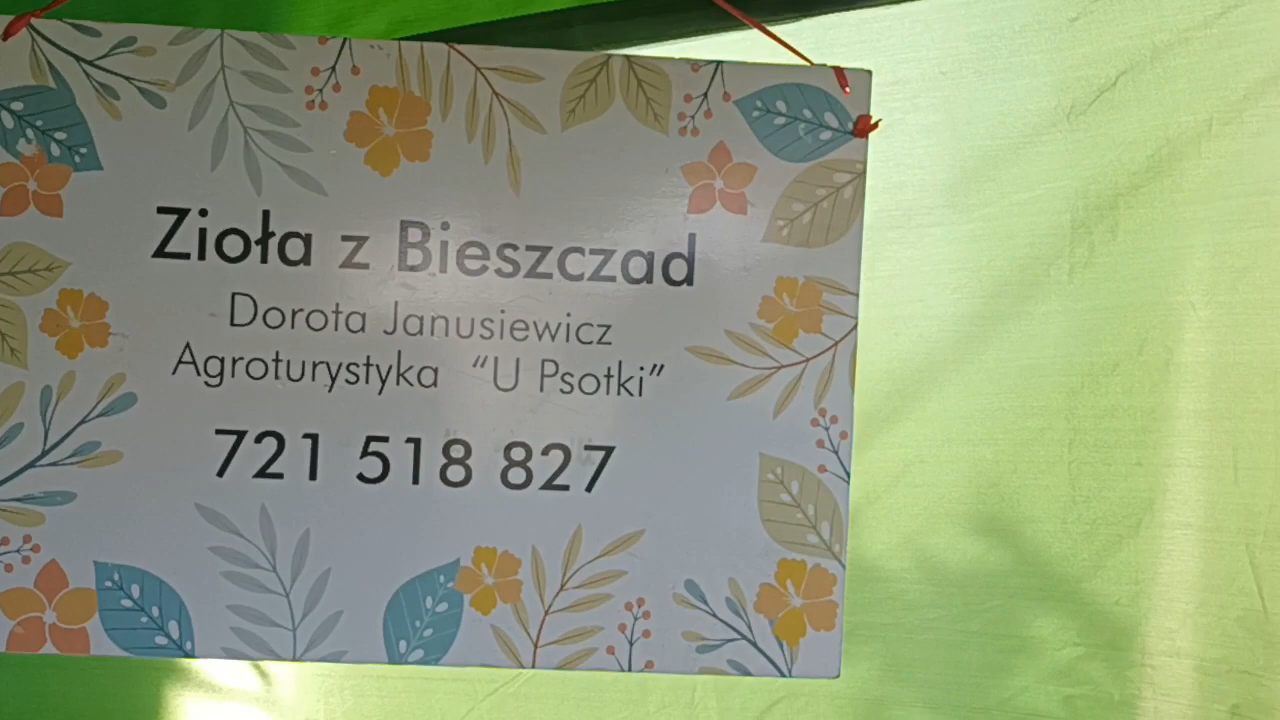 Zioła z Bieszczad
Dorota Janusiewicz
Agroturystyka "U Psotki"
721 518 827